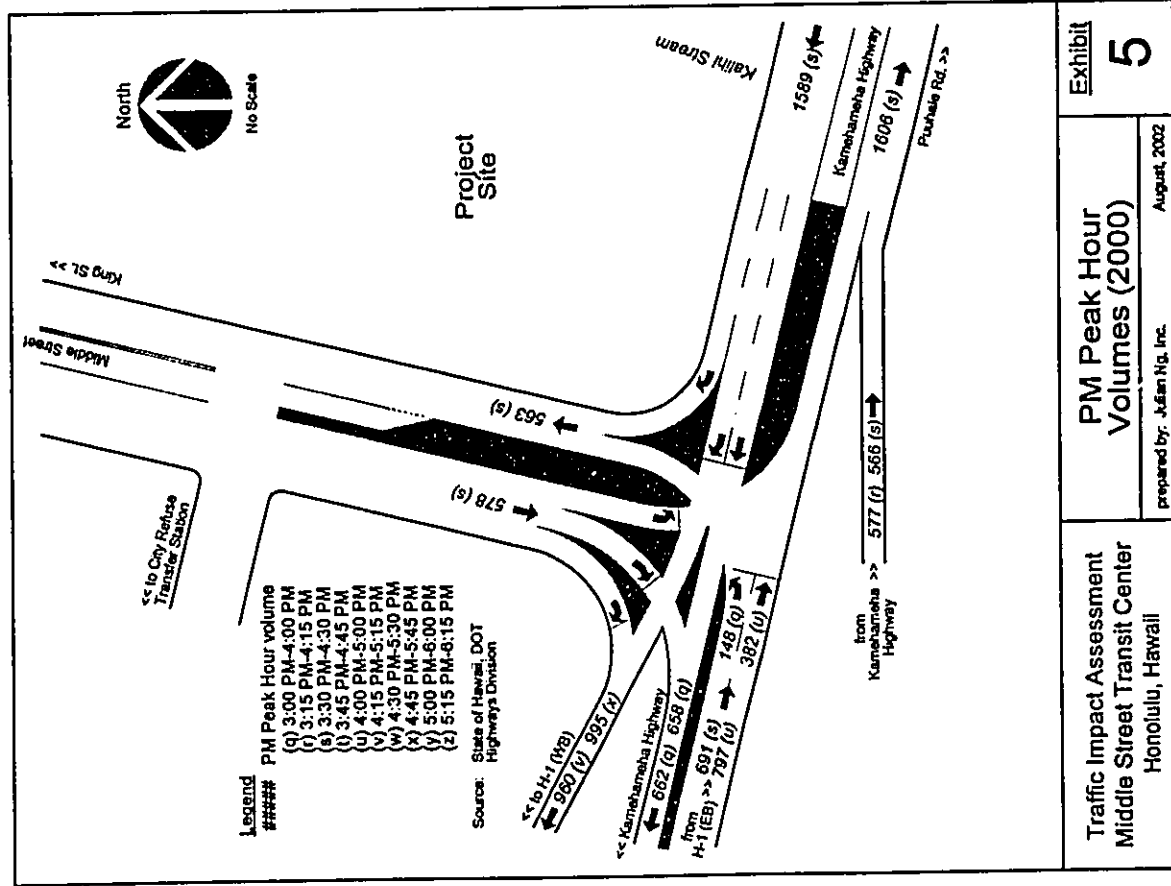 North
No Scale
Kalihi Stream
Project
Site
King St. >>
Middle Street
<< to City Refuse
Transfer Station
563 (s)
578 (s)
1589 (s)
Kamehameha Highway
1606 (s)
Puuhale Rd. >>
Legend
##### PM Peak Hour volume
(q) 3:00 PM-4:00 PM
(r) 3:15 PM-4:15 PM
(s) 3:30 PM-4:30 PM
(t) 3:45 PM-4:45 PM
(u) 4:00 PM-5:00 PM
(v) 4:15 PM-5:15 PM
(w) 4:30 PM-5:30 PM
(x) 4:45 PM-5:45 PM
(y) 5:00 PM-6:00 PM
(z) 5:15 PM-6:15 PM
Source: State of Hawaii, DOT
Highways Division
<< to H-1 (WB)
960 (v) 995 (x)
<< Kamehameha Highway
662 (q) 658 (q)
from
H-1 (EB) >> 691 (s)
797 (u)
148 (q)
382 (u)
from
Kamehameha >>
Highway
577 (r) 566 (s)
Traffic Impact Assessment
Middle Street Transit Center
Honolulu, Hawaii
PM Peak Hour
Volumes (2000)
prepared by: Julian Ng, Inc.
August, 2002
Exhibit
5